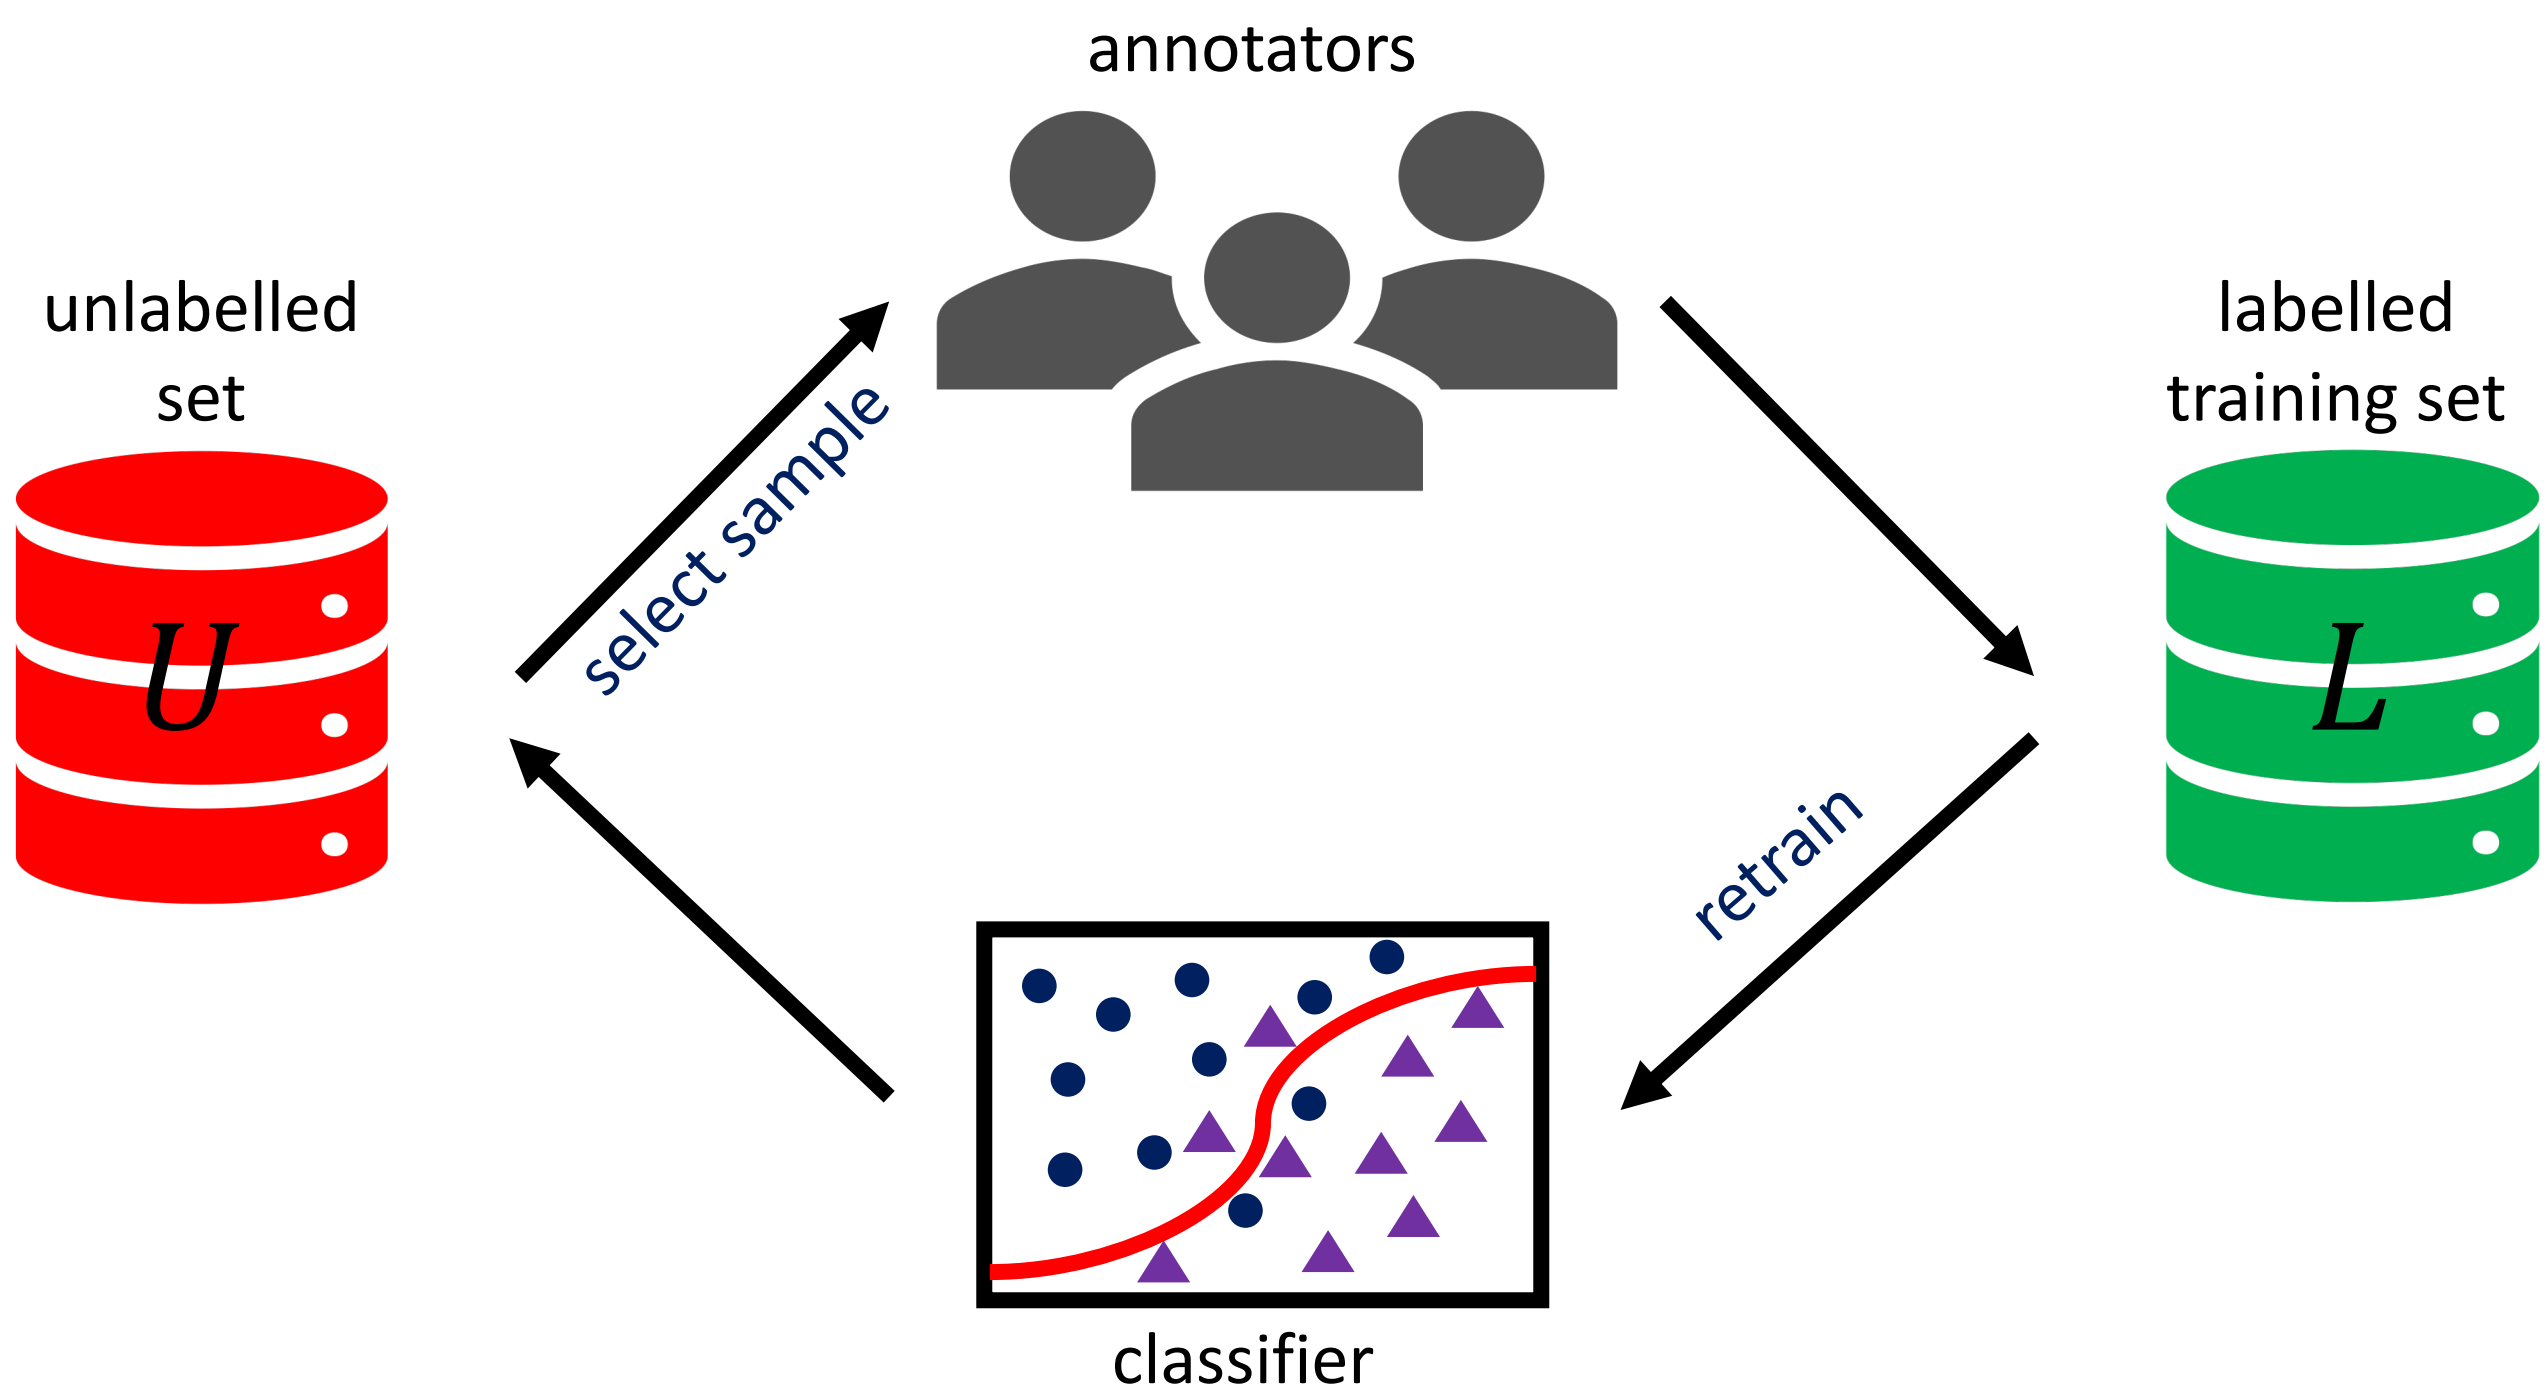 annotators
unlabelled
set
labelled
training set
select sample
U
L
retrain
classifier